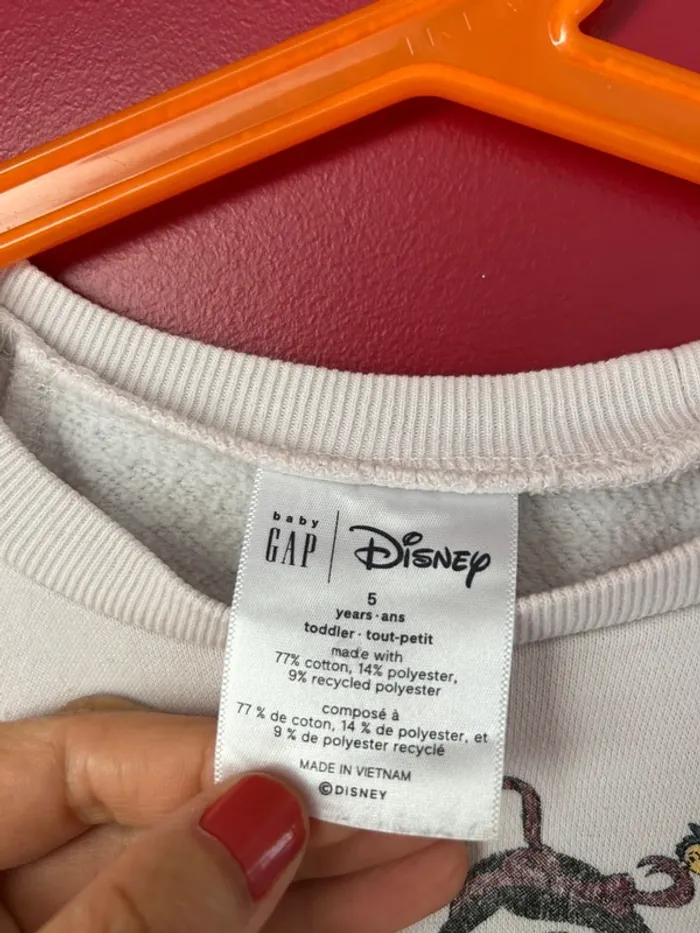 baby
GAP
Disney
5
years · ans
toddler · tout-petit
made with
77% cotton, 14% polyester,
9% recycled polyester
composé à
77 % de coton, 14 % de polyester, et
9 % de polyester recyclé
MADE IN VIETNAM
©DISNEY